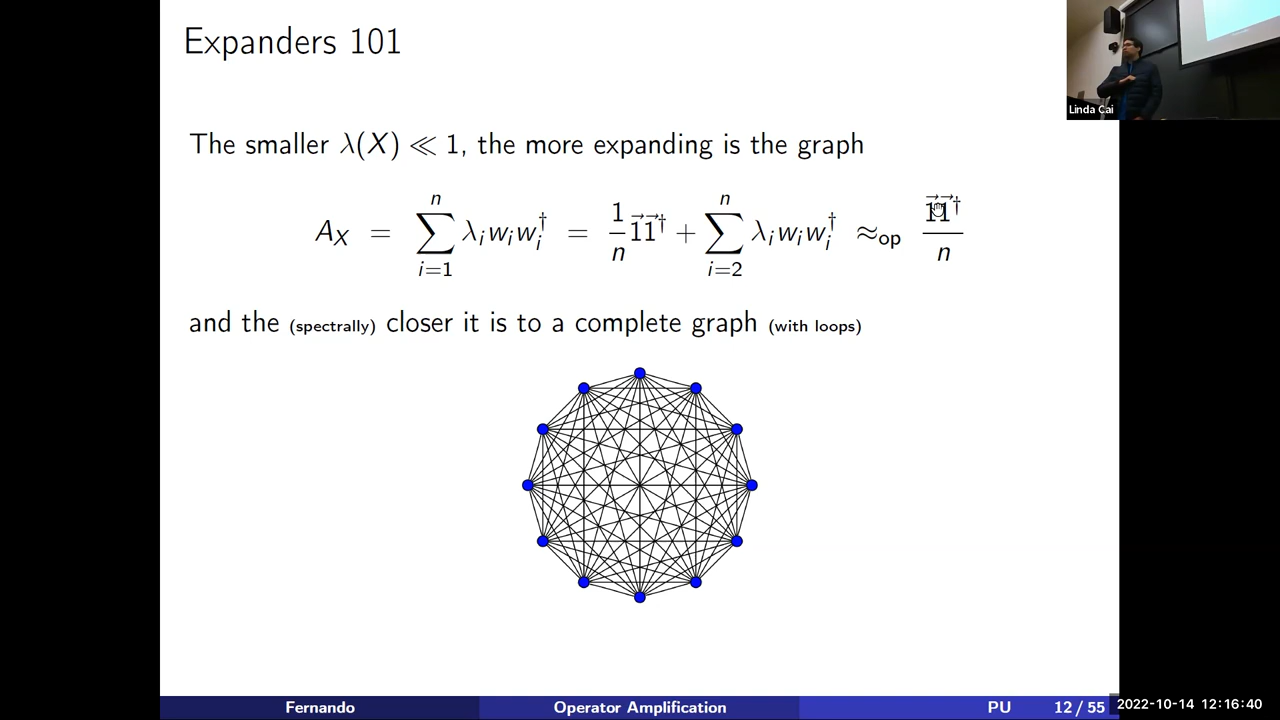 Expanders 101
Linda Cai
The smaller λ(X) ≪ 1, the more expanding is the graph
A_X = ∑_{i=1}^{n} λ_i w_i w_i^† = 1/n 1⃗1⃗^† + ∑_{i=2}^{n} λ_i w_i w_i^† ≈_op 1⃗1⃗^†/n
and the (spectrally) closer it is to a complete graph (with loops)
Fernando Operator Amplification PU 12 / 55 2022-10-14 12:16:40